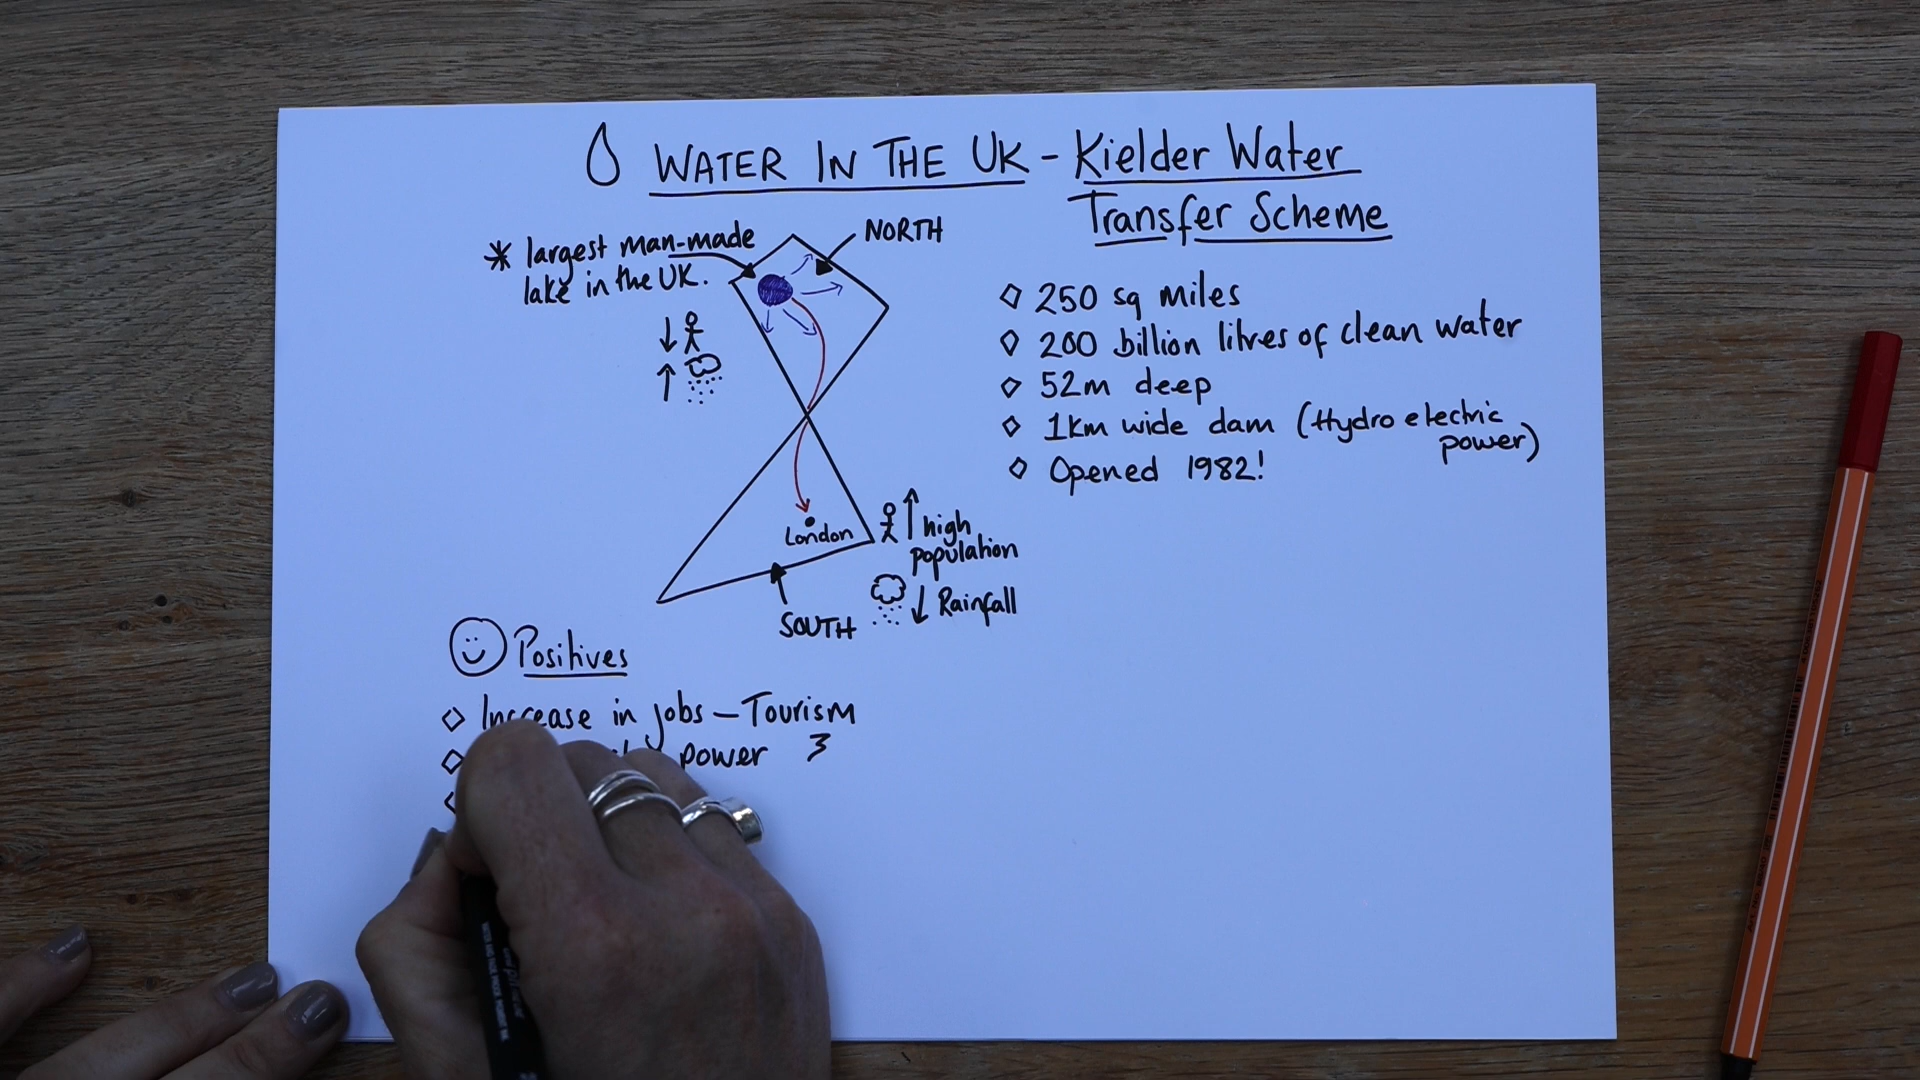 WATER IN THE UK - Kielder Water
Transfer Scheme
* largest man-made
lake in the UK.
NORTH
250 sq miles
200 billion litres of clean water
52m deep
1km wide dam (Hydro electric
power)
Opened 1982!
London
high
population
Rainfall
SOUTH
Positives
Increase in jobs - Tourism
power